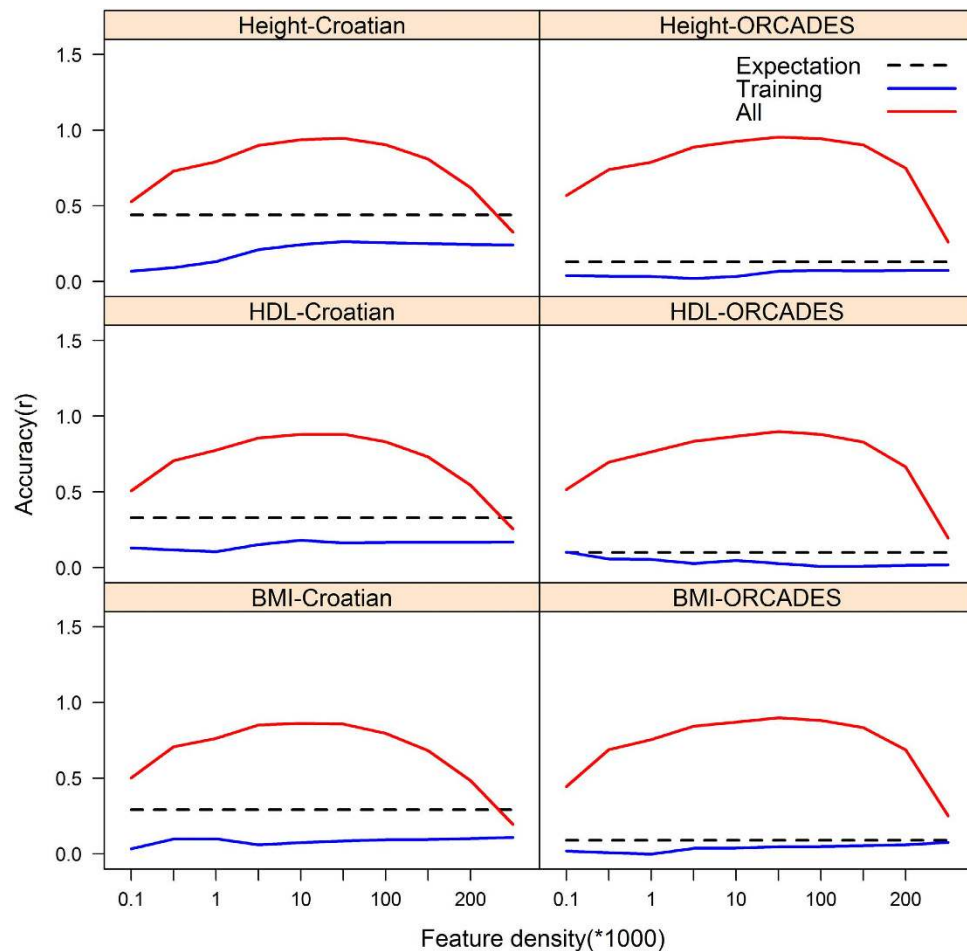 Height-Croatian
Height-ORCADES
1.5
1.0
0.5
0.0
Expectation
Training
All
HDL-Croatian
HDL-ORCADES
1.5
1.0
0.5
0.0
BMI-Croatian
BMI-ORCADES
1.5
1.0
0.5
0.0
Accuracy(r)
0.1 1 10 100 200
0.1 1 10 100 200
Feature density(*1000)